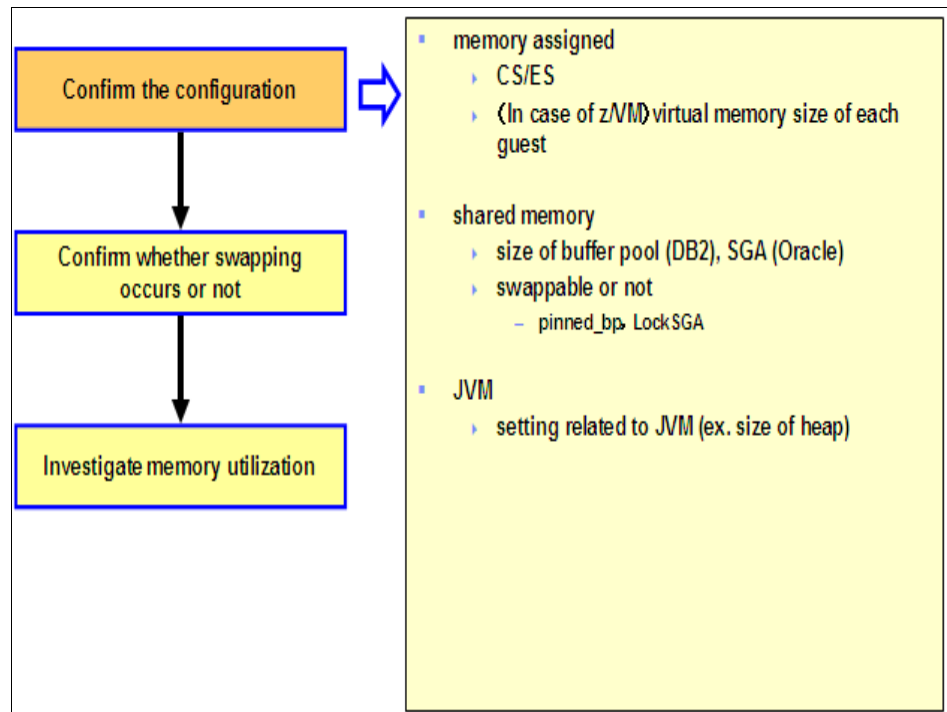 Confirm the configuration
Confirm whether swapping
occurs or not
Investigate memory utilization
memory assigned
CS/ES
(In case of z/VM) virtual memory size of each
guest
shared memory
size of buffer pool (DB2), SGA (Oracle)
swappable or not
– pinned_bp, LockSGA
JVM
setting related to JVM (ex. size of heap)